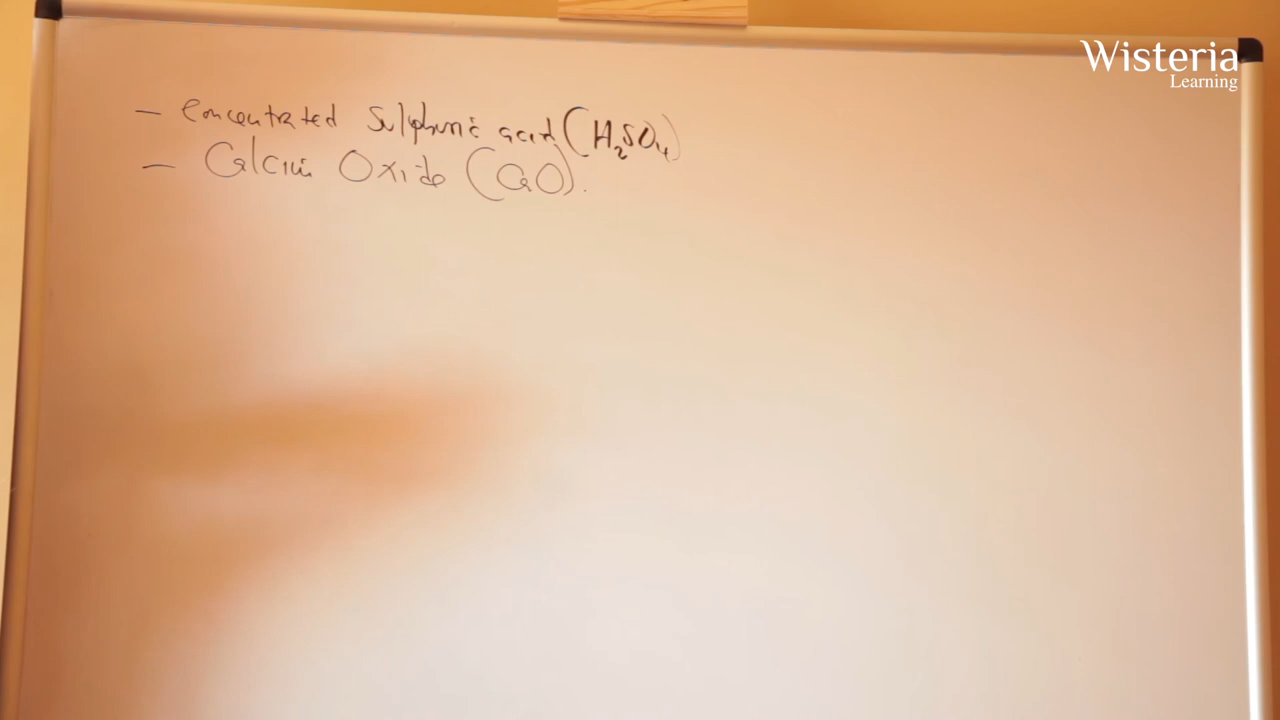 Wisteria
Learning
- Concentrated Sulphuric acid (H₂SO₄)
- Calcium Oxide (CaO).